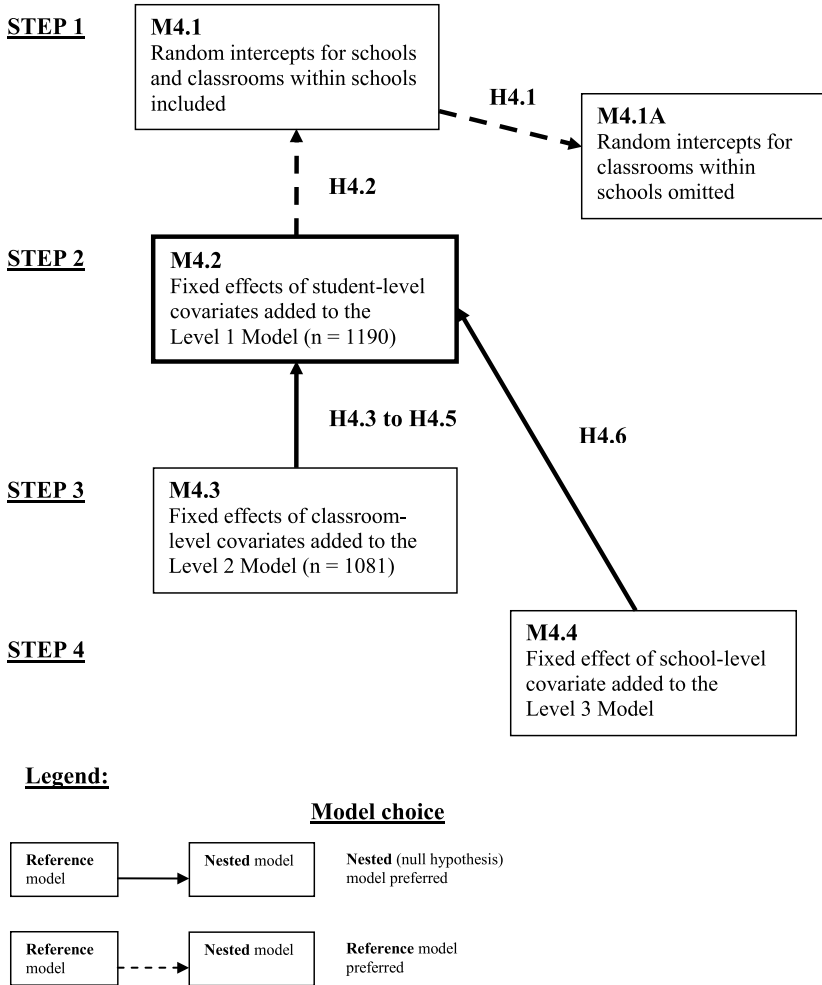 STEP 1
M4.1
Random intercepts for schools
and classrooms within schools
included
H4.1
M4.1A
Random intercepts for
classrooms within
schools omitted
H4.2
STEP 2
M4.2
Fixed effects of student-level
covariates added to the
Level 1 Model (n = 1190)
H4.3 to H4.5
H4.6
STEP 3
M4.3
Fixed effects of classroom-
level covariates added to the
Level 2 Model (n = 1081)
STEP 4
M4.4
Fixed effect of school-level
covariate added to the
Level 3 Model
Legend:
Model choice
Reference
model
Nested model
Nested (null hypothesis)
model preferred
Reference
model
Nested model
Reference model
preferred